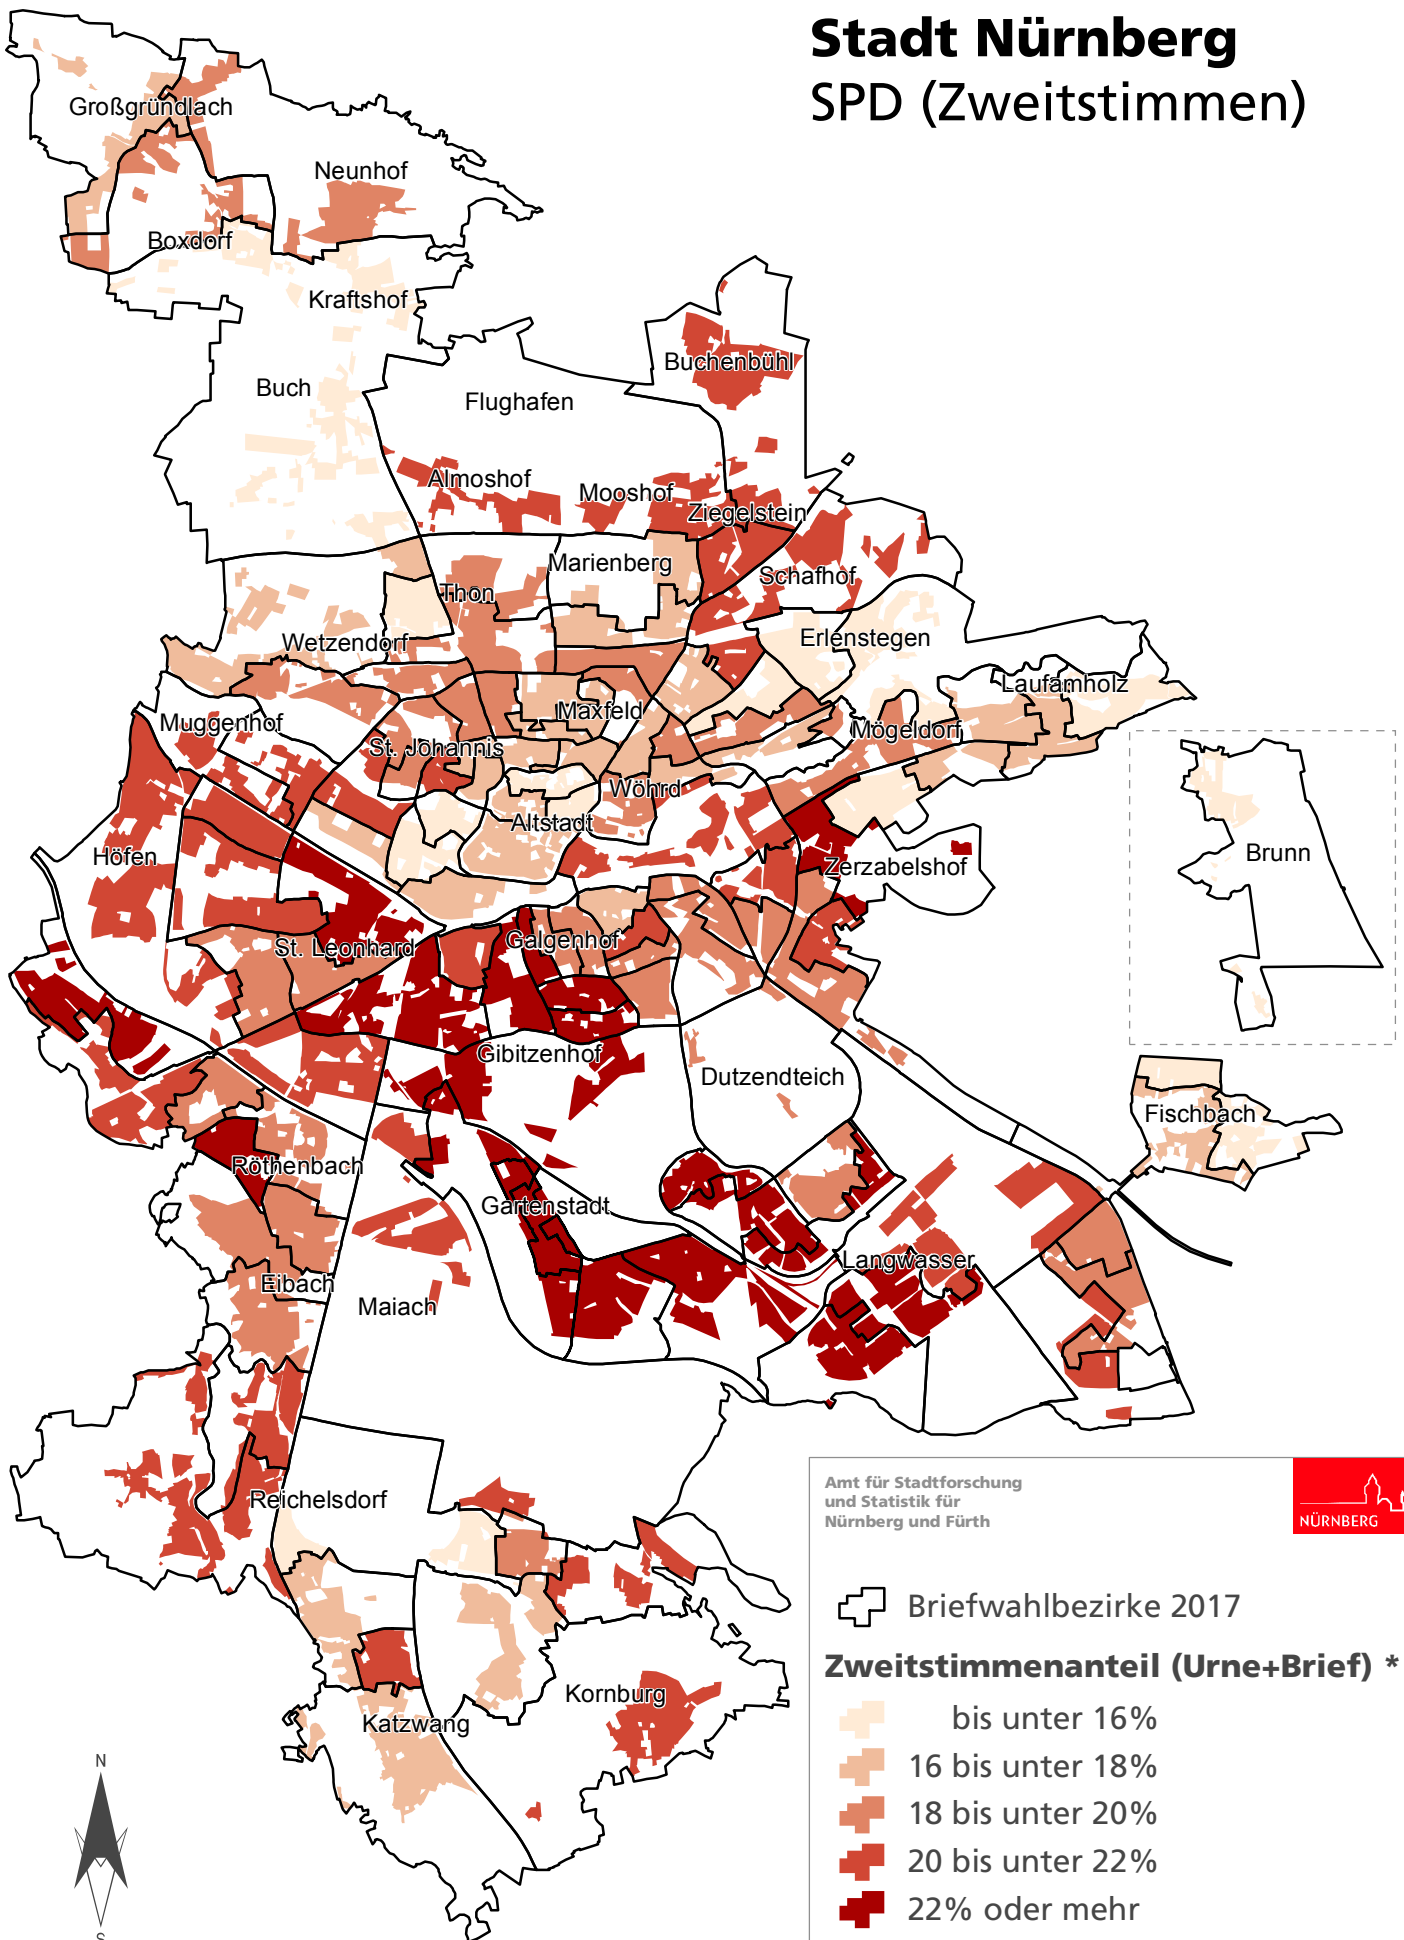 Stadt Nürnberg
SPD (Zweitstimmen)
Großgründlach
Neunhof
Boxdorf
Kraftshof
Buchenbühl
Buch
Flughafen
Almoshof
Mooshof
Ziegelstein
Marienberg
Schafhof
Thon
Wetzendorf
Erlenstegen
Laufamholz
Muggenhof
Maxfeld
Mögeldorf
St. Johannis
Wöhrd
Altstadt
Höfen
Zerzabelshof
Brunn
St. Leonhard
Galgenhof
Gibitzenhof
Dutzendteich
Fischbach
Röthenbach
Gartenstadt
Langwasser
Eibach
Maiach
Reichelsdorf
Kornburg
Katzwang
Amt für Stadtforschung
und Statistik für
Nürnberg und Fürth
NÜRNBERG
Briefwahlbezirke 2017
Zweitstimmenanteil (Urne+Brief) *
bis unter 16%
16 bis unter 18%
18 bis unter 20%
20 bis unter 22%
22% oder mehr
N
S